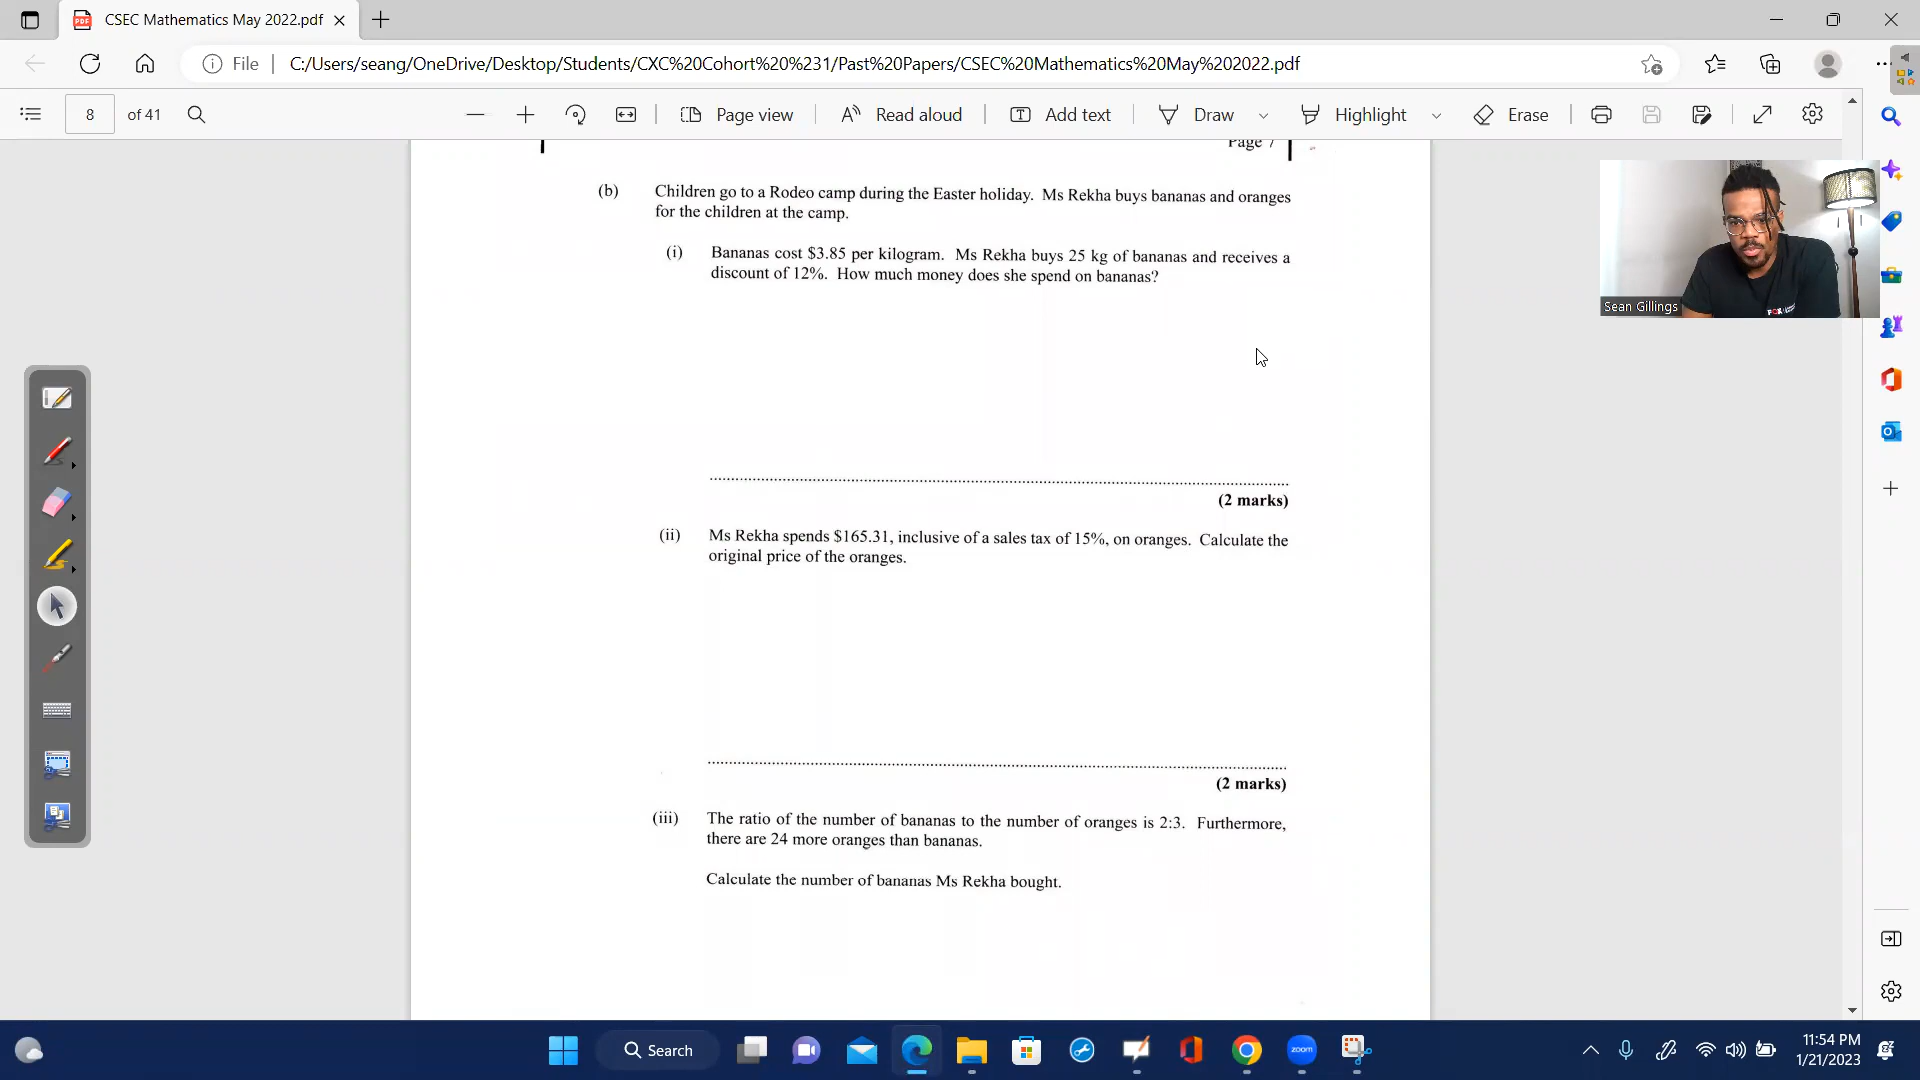 CSEC Mathematics May 2022.pdf
File
C:/Users/seang/OneDrive/Desktop/Students/CXC%20Cohort%20%231/Past%20Papers/CSEC%20Mathematics%20May%202022.pdf
8 of 41
Page view
Read aloud
Add text
Draw
Highlight
Erase
Page 7
(b) Children go to a Rodeo camp during the Easter holiday. Ms Rekha buys bananas and oranges
for the children at the camp.
(i) Bananas cost $3.85 per kilogram. Ms Rekha buys 25 kg of bananas and receives a
discount of 12%. How much money does she spend on bananas?
Sean Gillings
(2 marks)
(ii) Ms Rekha spends $165.31, inclusive of a sales tax of 15%, on oranges. Calculate the
original price of the oranges.
(2 marks)
(iii) The ratio of the number of bananas to the number of oranges is 2:3. Furthermore,
there are 24 more oranges than bananas.
Calculate the number of bananas Ms Rekha bought.
Search
zoom
11:54 PM
1/21/2023